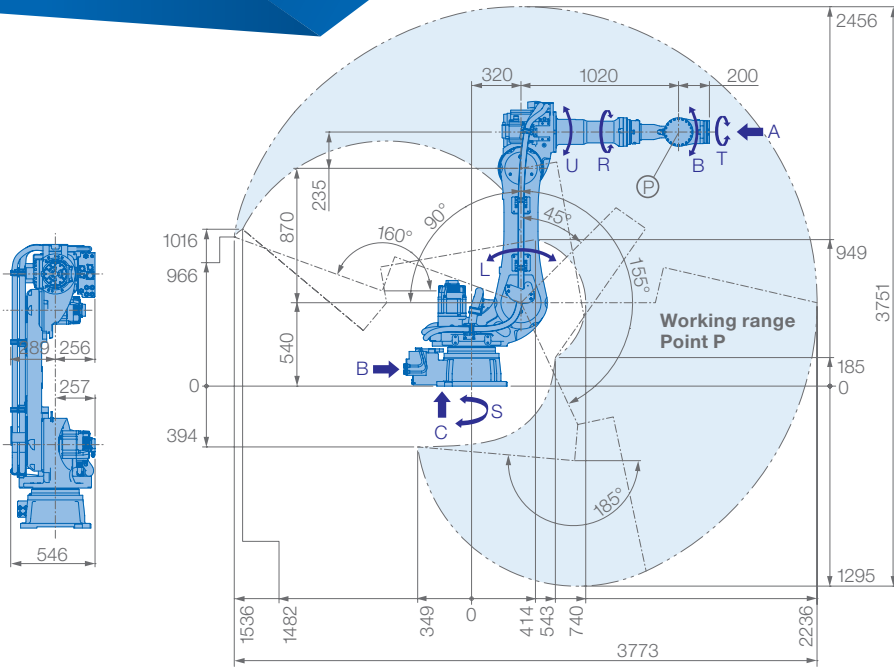 2456
320
1020
200
A
U
R
B
T
P
235
870
90°
45°
160°
155°
1016
966
949
3751
L
Working range
Point P
289
256
540
B
185
257
0
0
S
C
394
185°
546
1295
1536
1482
349
0
414
543
740
2236
3773